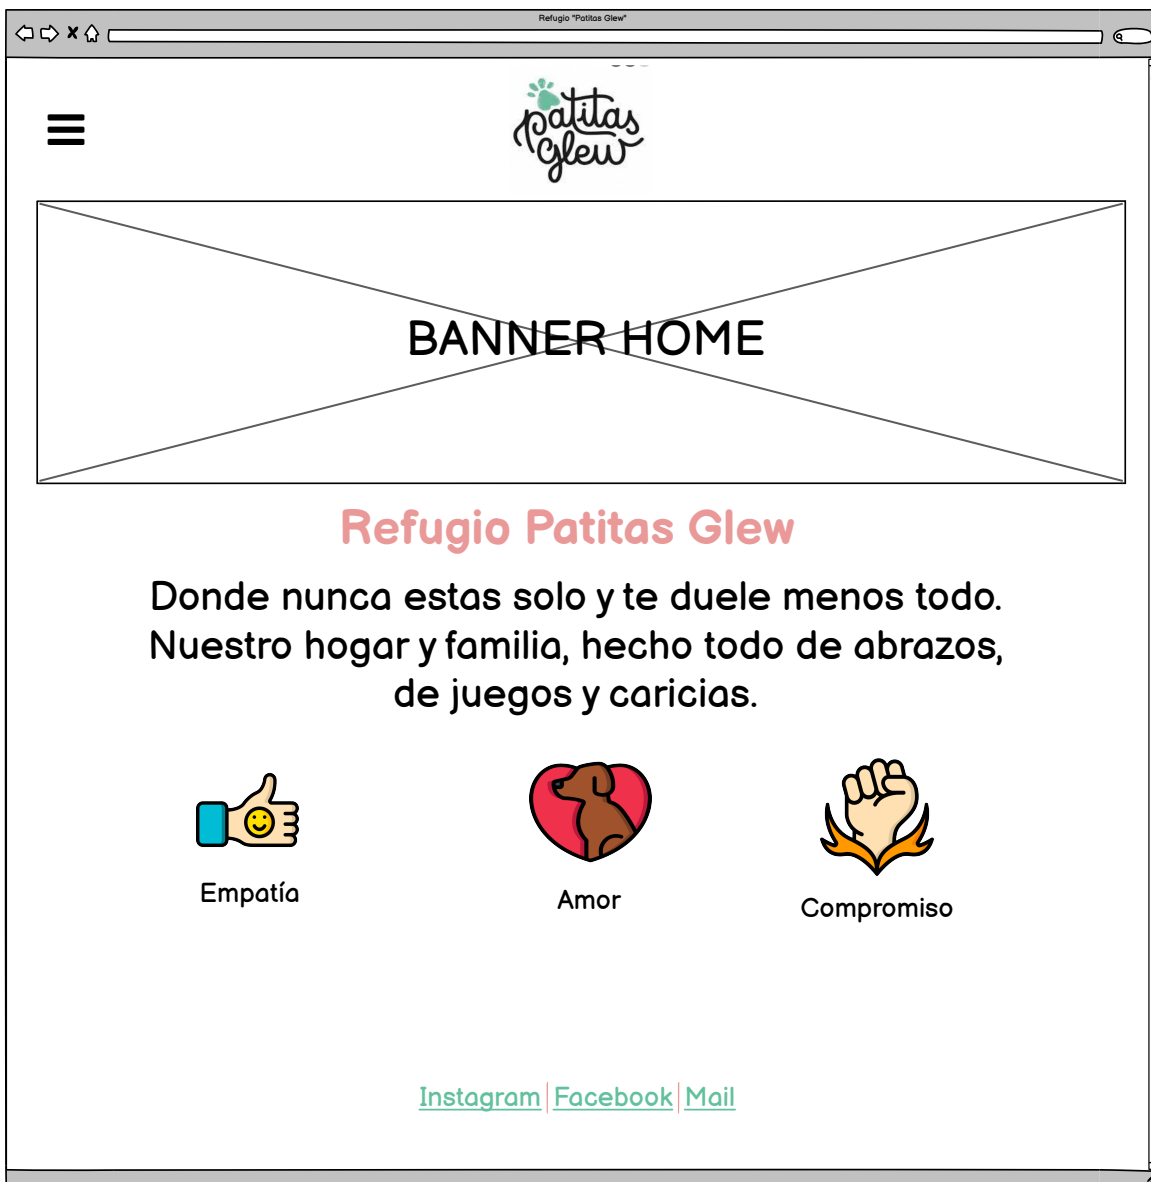 Refugio "Patitas Glew"
patitas
glew
BANNER HOME
Refugio Patitas Glew
Donde nunca estas solo y te duele menos todo.
Nuestro hogar y familia, hecho todo de abrazos,
de juegos y caricias.
Empatía
Amor
Compromiso
Instagram Facebook Mail